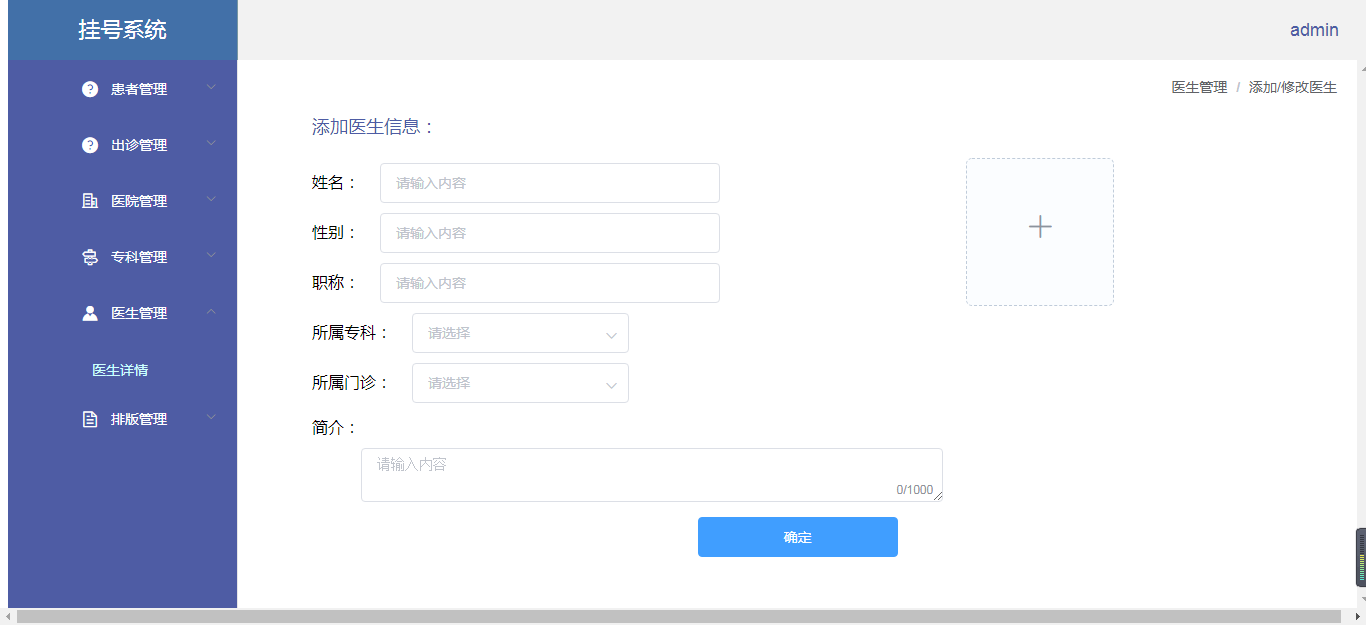 挂号系统
admin
患者管理
出诊管理
医院管理
专科管理
医生管理
医生详情
排版管理
医生管理 / 添加/修改医生
添加医生信息：
姓名： 请输入内容
性别： 请输入内容
职称： 请输入内容
所属专科： 请选择
所属门诊： 请选择
简介：
请输入内容
0/1000
确定